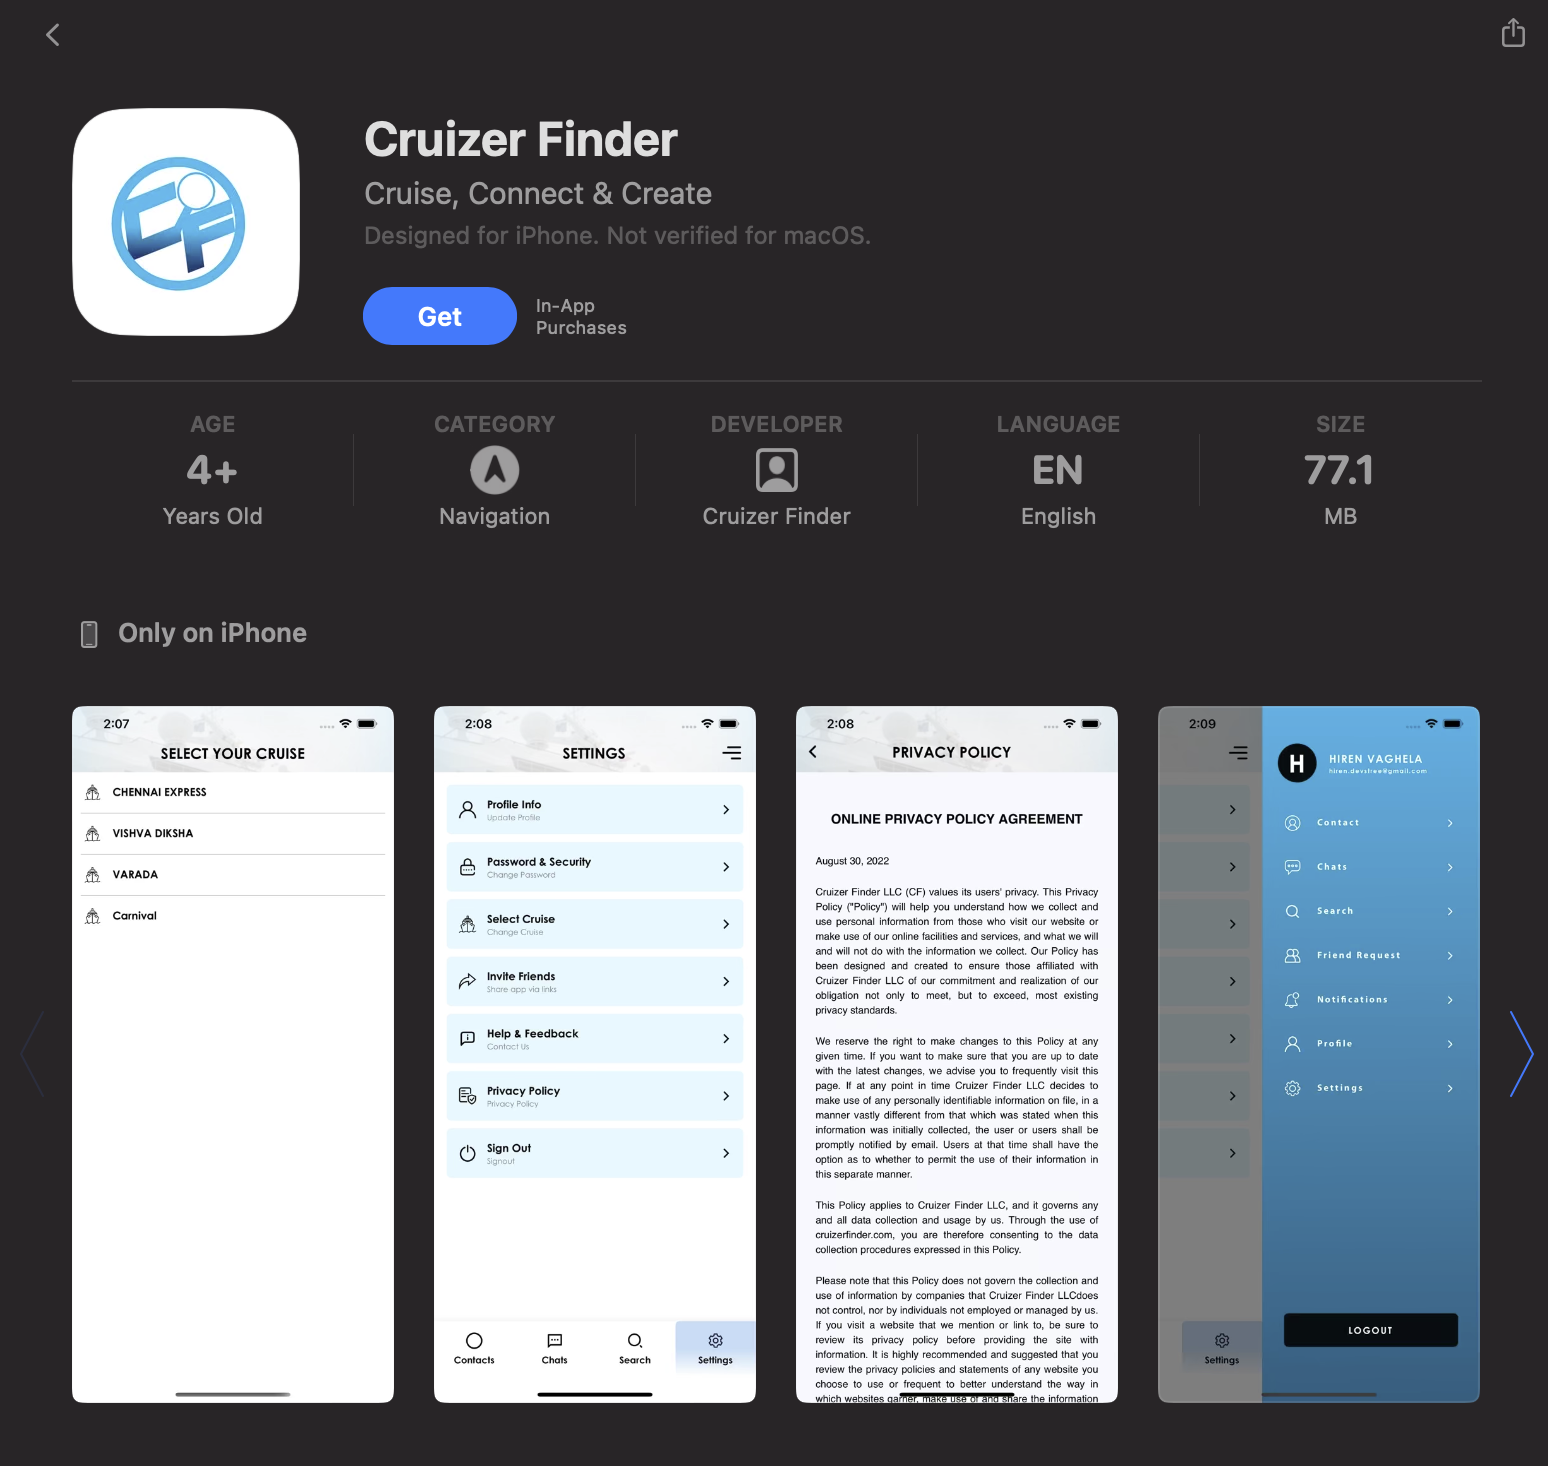 CF
Cruizer Finder
Cruise, Connect & Create
Designed for iPhone. Not verified for macOS.
Get
In-App
Purchases
AGE
4+
Years Old
CATEGORY
Navigation
DEVELOPER
Cruizer Finder
LANGUAGE
EN
English
SIZE
77.1
MB
Only on iPhone
2:07
SELECT YOUR CRUISE
CHENNAI EXPRESS
VISHVA DIKSHA
VARADA
Carnival
2:08
SETTINGS
Profile Info
Update Profile
Password & Security
Change Password
Select Cruise
Change Cruise
Invite Friends
Share app via links
Help & Feedback
Contact Us
Privacy Policy
Privacy Policy
Sign Out
Signout
Contacts
Chats
Search
Settings
2:08
PRIVACY POLICY
ONLINE PRIVACY POLICY AGREEMENT
August 30, 2022
Cruizer Finder LLC (CF) values its users' privacy. This Privacy
Policy ("Policy") will help you understand how we collect and
use personal information from those who visit our website or
make use of our online facilities and services, and what we will
and will not do with the information we collect. Our Policy has
been designed and created to ensure those affiliated with
Cruizer Finder LLC of our commitment and realization of our
obligation not only to meet, but to exceed, most existing
privacy standards.
We reserve the right to make changes to this Policy at any
given time. If you want to make sure that you are up to date
with the latest changes, we advise you to frequently visit this
page. If at any point in time Cruizer Finder LLC decides to
make use of any personally identifiable information on file, in a
manner vastly different from that which was stated when this
information was initially collected, the user or users shall be
promptly notified by email. Users at that time shall have the
option as to whether to permit the use of their information in
this separate manner.
This Policy applies to Cruizer Finder LLC, and it governs any
and all data collection and usage by us. Through the use of
cruizerfinder.com, you are therefore consenting to the data
collection procedures expressed in this Policy.
Please note that this Policy does not govern the collection and
use of information by companies that Cruizer Finder LLCdoes
not control, nor by individuals not employed or managed by us.
If you visit a website that we mention or link to, be sure to
review its privacy policy before providing the site with
information. It is highly recommended and suggested that you
review the privacy policies and statements of any website you
choose to use or frequent to better understand the way in
which websites garner, make use of and share the information
2:09
H
HIREN VAGHELA
hiren.devstree@gmail.com
Contact
Chats
Search
Friend Request
Notifications
Profile
Settings
LOGOUT
Settings